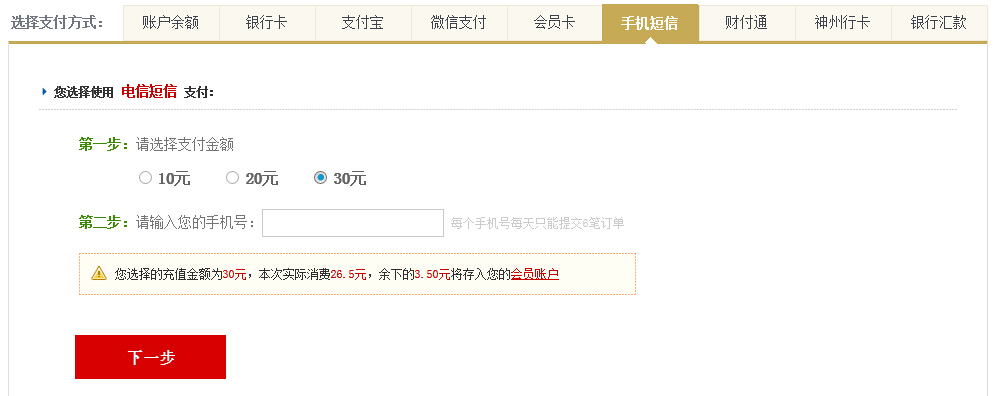 选择支付方式： 账户余额 银行卡 支付宝 微信支付 会员卡 手机短信 财付通 神州行卡 银行汇款
您选择使用 电信短信 支付：
第一步：请选择支付金额
10元 20元 30元
第二步：请输入您的手机号： 每个手机号每天只能提交6笔订单
您选择的充值金额为30元，本次实际消费26.5元，余下的3.50元将存入您的会员账户
下一步